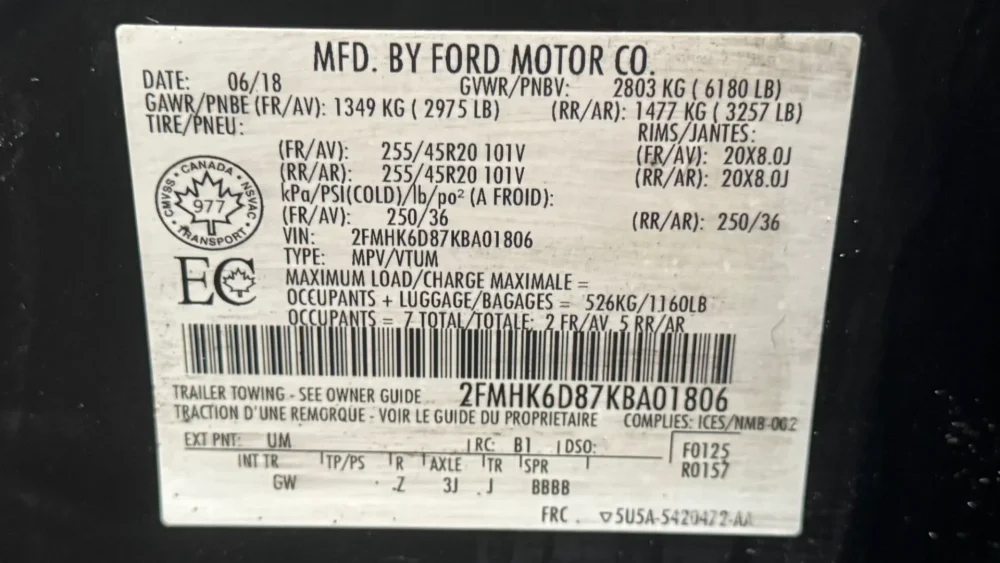 MFD. BY FORD MOTOR CO.
DATE: 06/18 GVWR/PNBV: 2803 KG ( 6180 LB)
GAWR/PNBE (FR/AV): 1349 KG ( 2975 LB) (RR/AR): 1477 KG ( 3257 LB)
TIRE/PNEU: RIMS/JANTES:
(FR/AV): 255/45R20 101V (FR/AV): 20X8.0J
(RR/AR): 255/45R20 101V (RR/AR): 20X8.0J
kPa/PSI(COLD)/lb/po² (A FROID):
(FR/AV): 250/36 (RR/AR): 250/36
VIN: 2FMHK6D87KBA01806
TYPE: MPV/VTUM
MAXIMUM LOAD/CHARGE MAXIMALE =
OCCUPANTS + LUGGAGE/BAGAGES = 526KG/1160LB
OCCUPANTS = 7 TOTAL/TOTALE: 2 FR/AV, 5 RR/AR
CANADA
CMVSS NSVAC
977
TRANSPORT
EC
TRAILER TOWING - SEE OWNER GUIDE 2FMHK6D87KBA01806
TRACTION D'UNE REMORQUE - VOIR LE GUIDE DU PROPRIETAIRE COMPLIES: ICES/NMB-002
EXT PNT: UM RC: B1 DSO: F0125
INT TR TP/PS R AXLE TR SPR R0157
GW Z 3J J BBBB
FRC ▽5U5A-5420472-AA